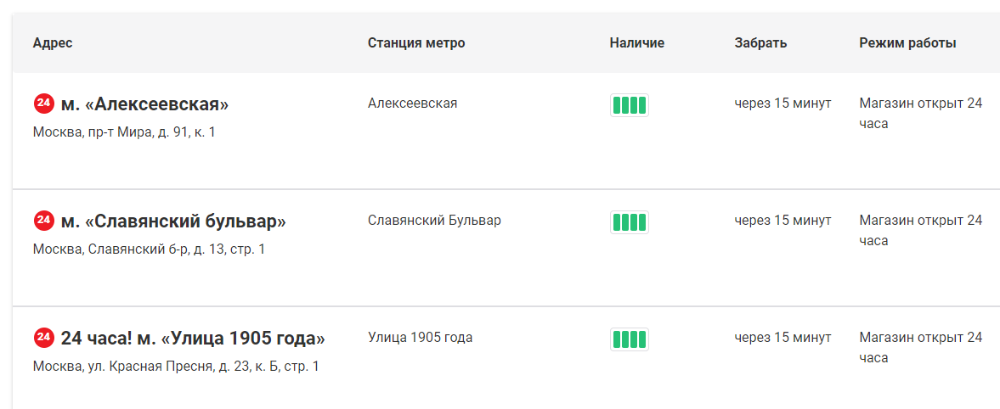 Адрес Станция метро Наличие Забрать Режим работы
24 м. «Алексеевская» Алексеевская через 15 минут Магазин открыт 24
часа
Москва, пр-т Мира, д. 91, к. 1
24 м. «Славянский бульвар» Славянский Бульвар через 15 минут Магазин открыт 24
часа
Москва, Славянский б-р, д. 13, стр. 1
24 24 часа! м. «Улица 1905 года» Улица 1905 года через 15 минут Магазин открыт 24
часа
Москва, ул. Красная Пресня, д. 23, к. Б, стр. 1